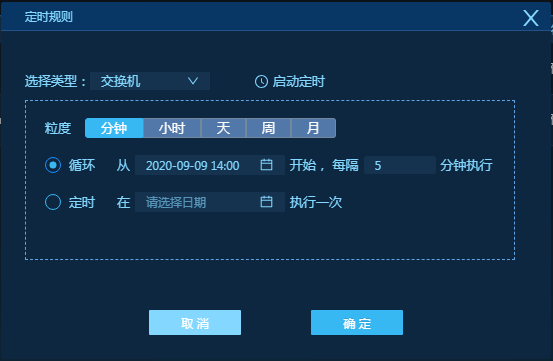 定时规则
选择类型： 交换机 启动定时
粒度 分钟 小时 天 周 月
循环 从 2020-09-09 14:00 开始， 每隔 5 分钟执行
定时 在 请选择日期 执行一次
取消 确定